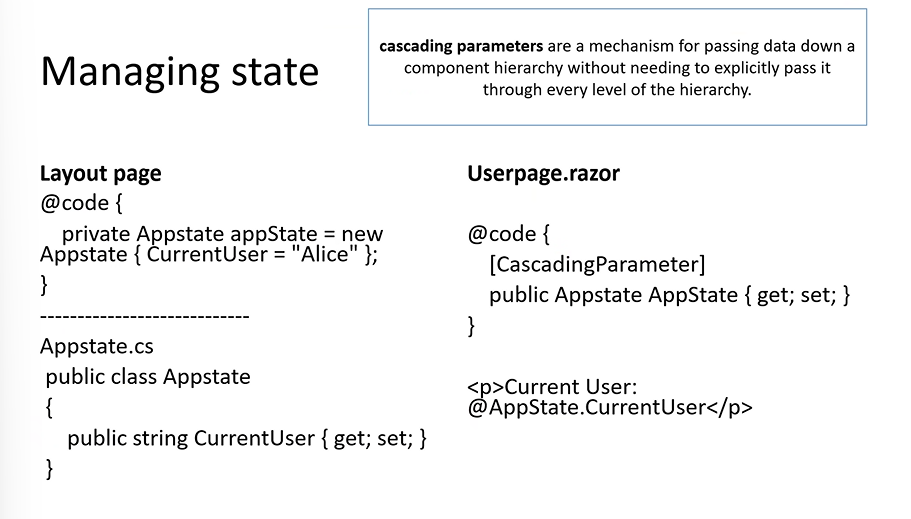 Managing state
cascading parameters are a mechanism for passing data down a
component hierarchy without needing to explicitly pass it
through every level of the hierarchy.
Layout page
@code {
private Appstate appState = new
Appstate { CurrentUser = "Alice" };
}
----------------------------
Appstate.cs
public class Appstate
{
public string CurrentUser { get; set; }
}
Userpage.razor
@code {
[CascadingParameter]
public Appstate AppState { get; set; }
}
<p>Current User:
@AppState.CurrentUser</p>